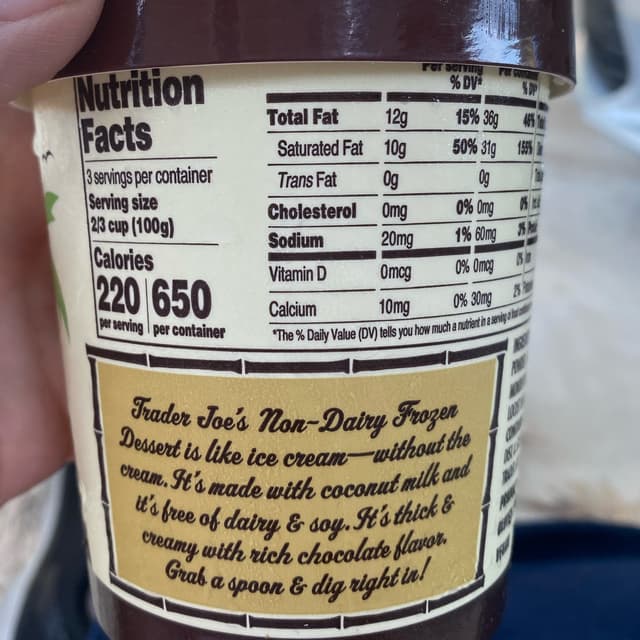 Nutrition
Facts
3 servings per container
Serving size
2/3 cup (100g)
Calories
220 650
per serving per container
Per serving
% DV* % DV*
Total Fat 12g 15% 36g 46%
Saturated Fat 10g 50% 31g 155%
Trans Fat 0g 0g
Cholesterol 0mg 0% 0mg 0%
Sodium 20mg 1% 60mg 3%
Vitamin D 0mcg 0% 0mcg 0%
Calcium 10mg 0% 30mg 2%
*The % Daily Value (DV) tells you how much a nutrient in a serving of food
Trader Joe's Non-Dairy Frozen
Dessert is like ice cream—without the
cream. It's made with coconut milk and
it's free of dairy & soy. It's thick &
creamy with rich chocolate flavor.
Grab a spoon & dig right in!